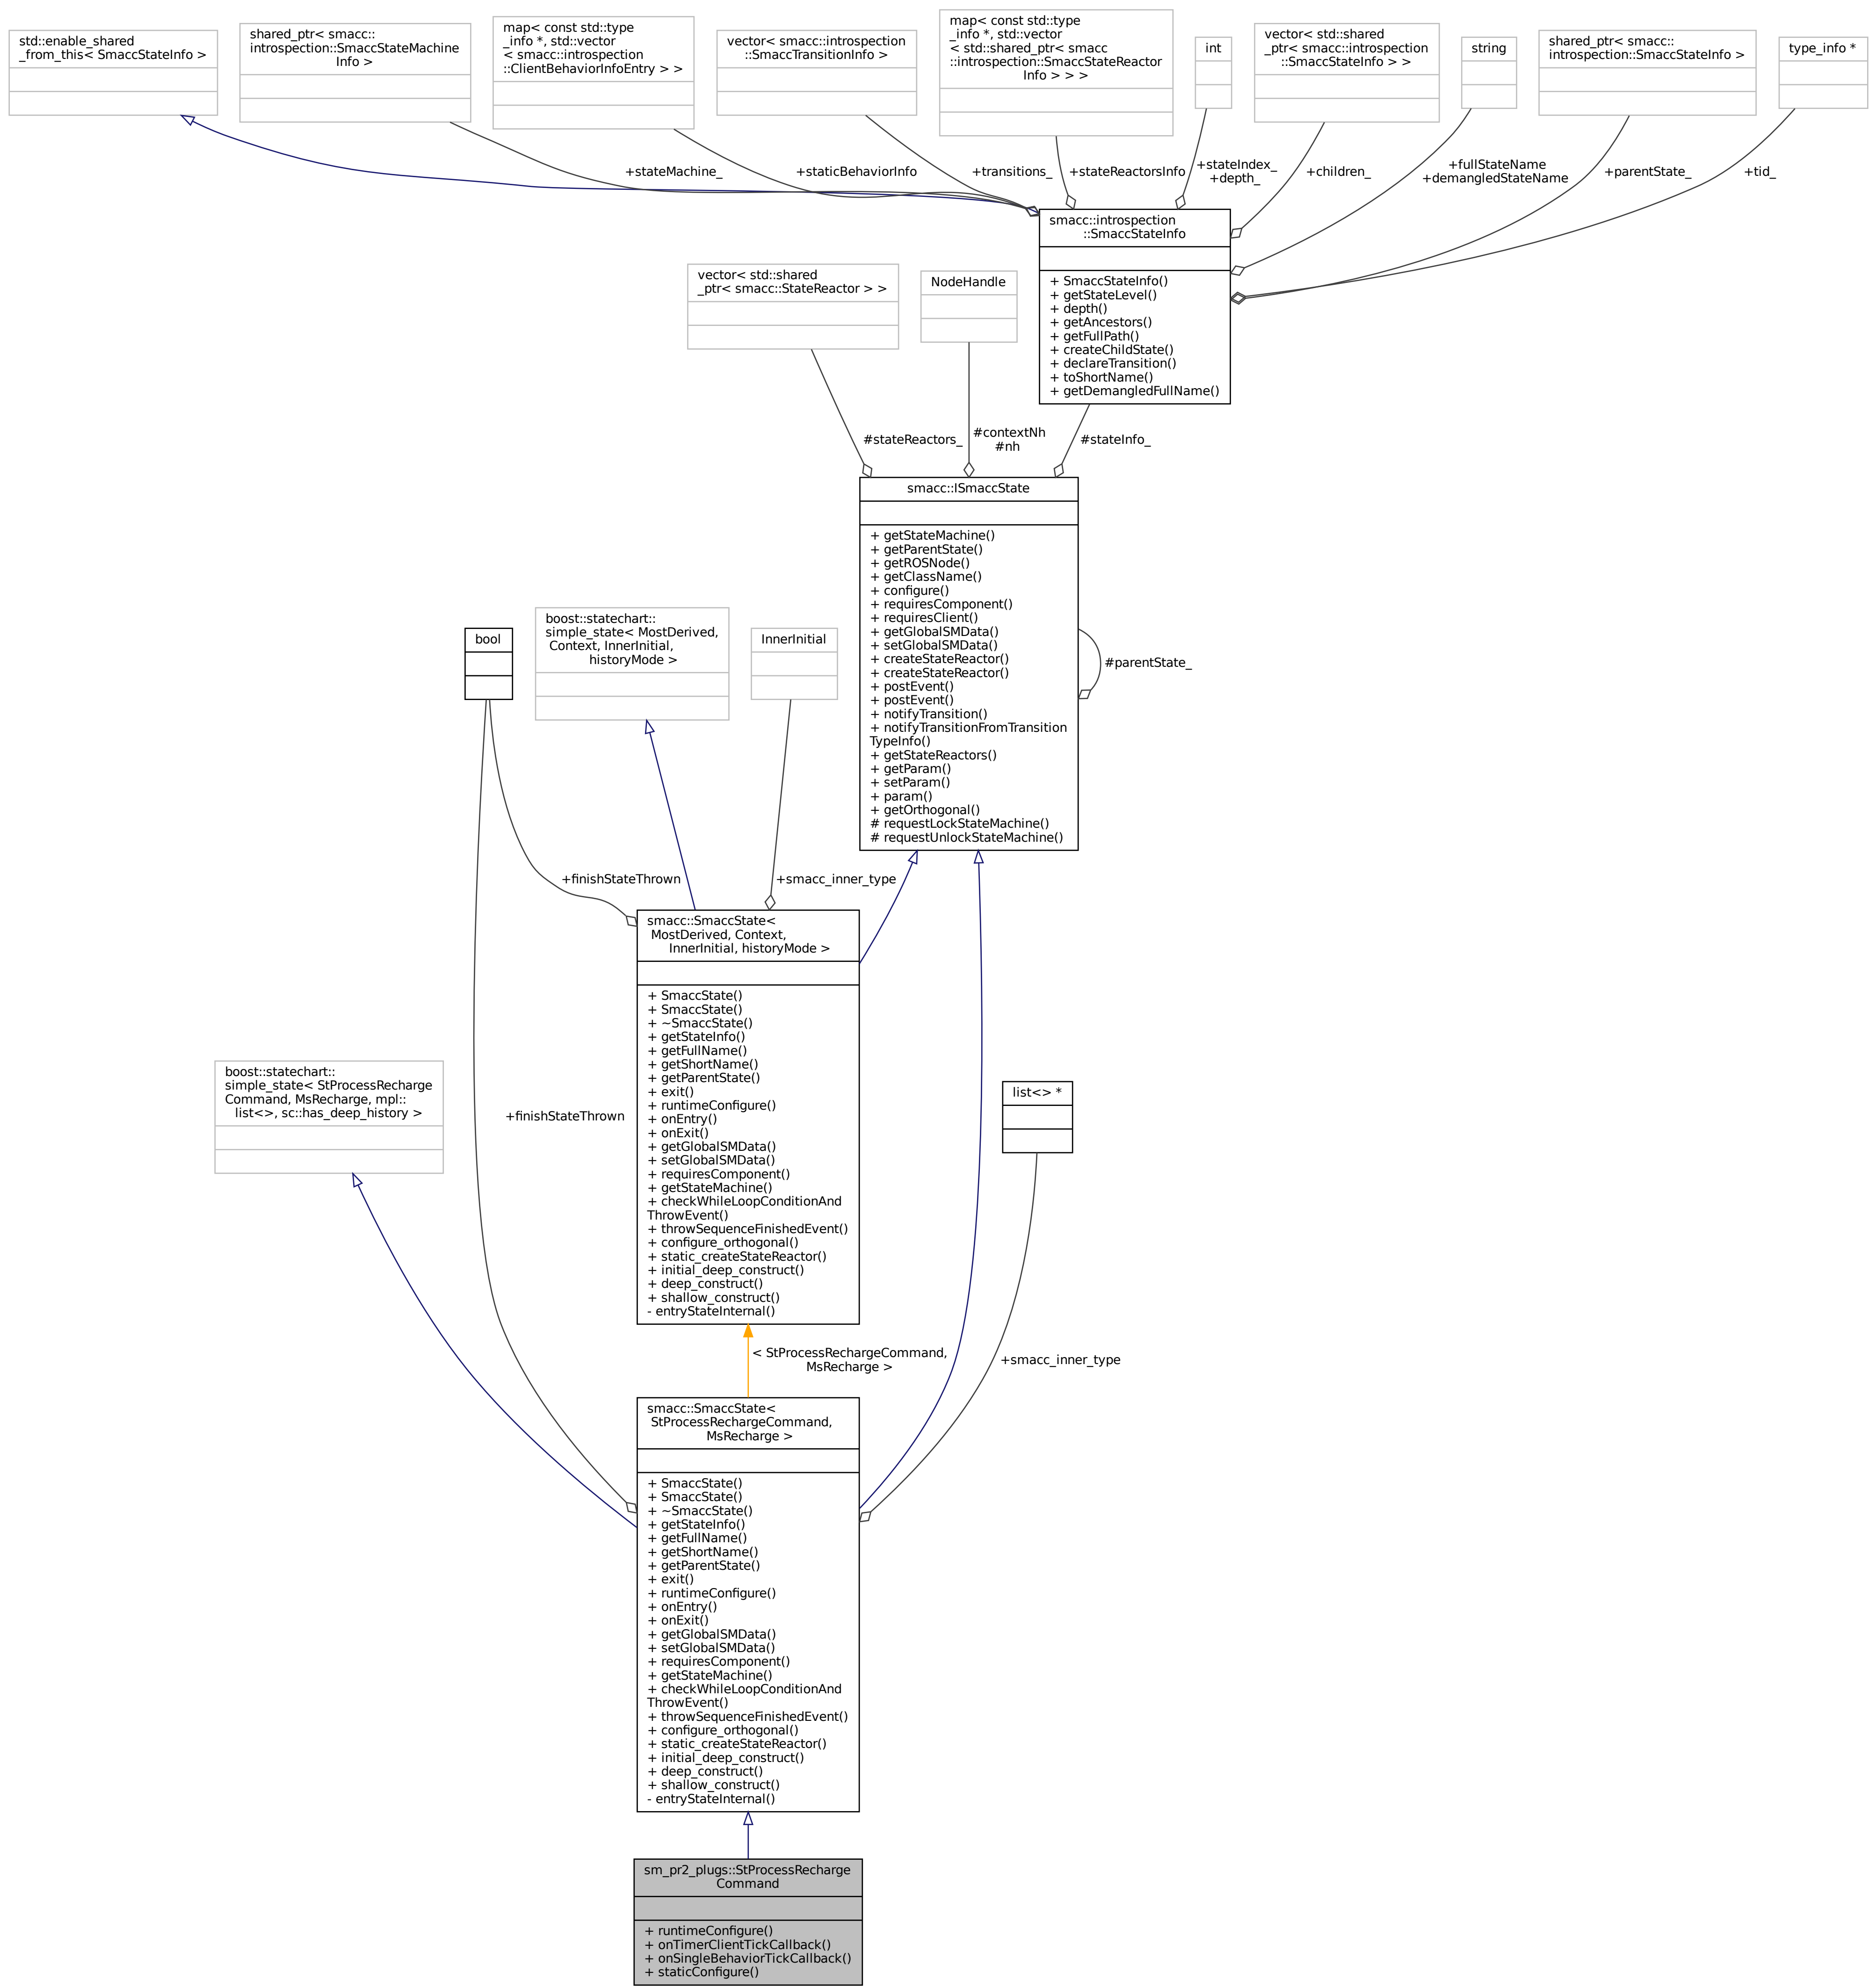 std::enable_shared
_from_this< SmaccStateInfo >
shared_ptr< smacc::
introspection::SmaccStateMachine
Info >
map< const std::type
_info *, std::vector
< smacc::introspection
::ClientBehaviorInfoEntry > >
vector< smacc::introspection
::SmaccTransitionInfo >
map< const std::type
_info *, std::vector
< std::shared_ptr< smacc
::introspection::SmaccStateReactor
Info > > >
int
vector< std::shared
_ptr< smacc::introspection
::SmaccStateInfo > >
string
shared_ptr< smacc::
introspection::SmaccStateInfo >
type_info *
+stateMachine_
+staticBehaviorInfo
+transitions_
+stateReactorsInfo
+stateIndex_
+depth_
+children_
+fullStateName
+demangledStateName
+parentState_
+tid_
smacc::introspection
::SmaccStateInfo
+ SmaccStateInfo()
+ getStateLevel()
+ depth()
+ getAncestors()
+ getFullPath()
+ createChildState()
+ declareTransition()
+ toShortName()
+ getDemangledFullName()
vector< std::shared
_ptr< smacc::StateReactor > >
NodeHandle
#stateReactors_
#contextNh
#nh
#stateInfo_
smacc::ISmaccState
+ getStateMachine()
+ getParentState()
+ getROSNode()
+ getClassName()
+ configure()
+ requiresComponent()
+ requiresClient()
+ getGlobalSMData()
+ setGlobalSMData()
+ createStateReactor()
+ createStateReactor()
+ postEvent()
+ postEvent()
+ notifyTransition()
+ notifyTransitionFromTransition
TypeInfo()
+ getStateReactors()
+ getParam()
+ setParam()
+ param()
+ getOrthogonal()
# requestLockStateMachine()
# requestUnlockStateMachine()
#parentState_
bool
boost::statechart::
simple_state< MostDerived,
Context, InnerInitial,
historyMode >
InnerInitial
+finishStateThrown
+smacc_inner_type
smacc::SmaccState<
MostDerived, Context,
InnerInitial, historyMode >
+ SmaccState()
+ SmaccState()
+ ~SmaccState()
+ getStateInfo()
+ getFullName()
+ getShortName()
+ getParentState()
+ exit()
+ runtimeConfigure()
+ onEntry()
+ onExit()
+ getGlobalSMData()
+ setGlobalSMData()
+ requiresComponent()
+ getStateMachine()
+ checkWhileLoopConditionAnd
ThrowEvent()
+ throwSequenceFinishedEvent()
+ configure_orthogonal()
+ static_createStateReactor()
+ initial_deep_construct()
+ deep_construct()
+ shallow_construct()
- entryStateInternal()
boost::statechart::
simple_state< StProcessRecharge
Command, MsRecharge, mpl::
list<>, sc::has_deep_history >
+finishStateThrown
list<> *
< StProcessRechargeCommand,
MsRecharge >
+smacc_inner_type
smacc::SmaccState<
StProcessRechargeCommand,
MsRecharge >
+ SmaccState()
+ SmaccState()
+ ~SmaccState()
+ getStateInfo()
+ getFullName()
+ getShortName()
+ getParentState()
+ exit()
+ runtimeConfigure()
+ onEntry()
+ onExit()
+ getGlobalSMData()
+ setGlobalSMData()
+ requiresComponent()
+ getStateMachine()
+ checkWhileLoopConditionAnd
ThrowEvent()
+ throwSequenceFinishedEvent()
+ configure_orthogonal()
+ static_createStateReactor()
+ initial_deep_construct()
+ deep_construct()
+ shallow_construct()
- entryStateInternal()
sm_pr2_plugs::StProcessRecharge
Command
+ runtimeConfigure()
+ onTimerClientTickCallback()
+ onSingleBehaviorTickCallback()
+ staticConfigure()